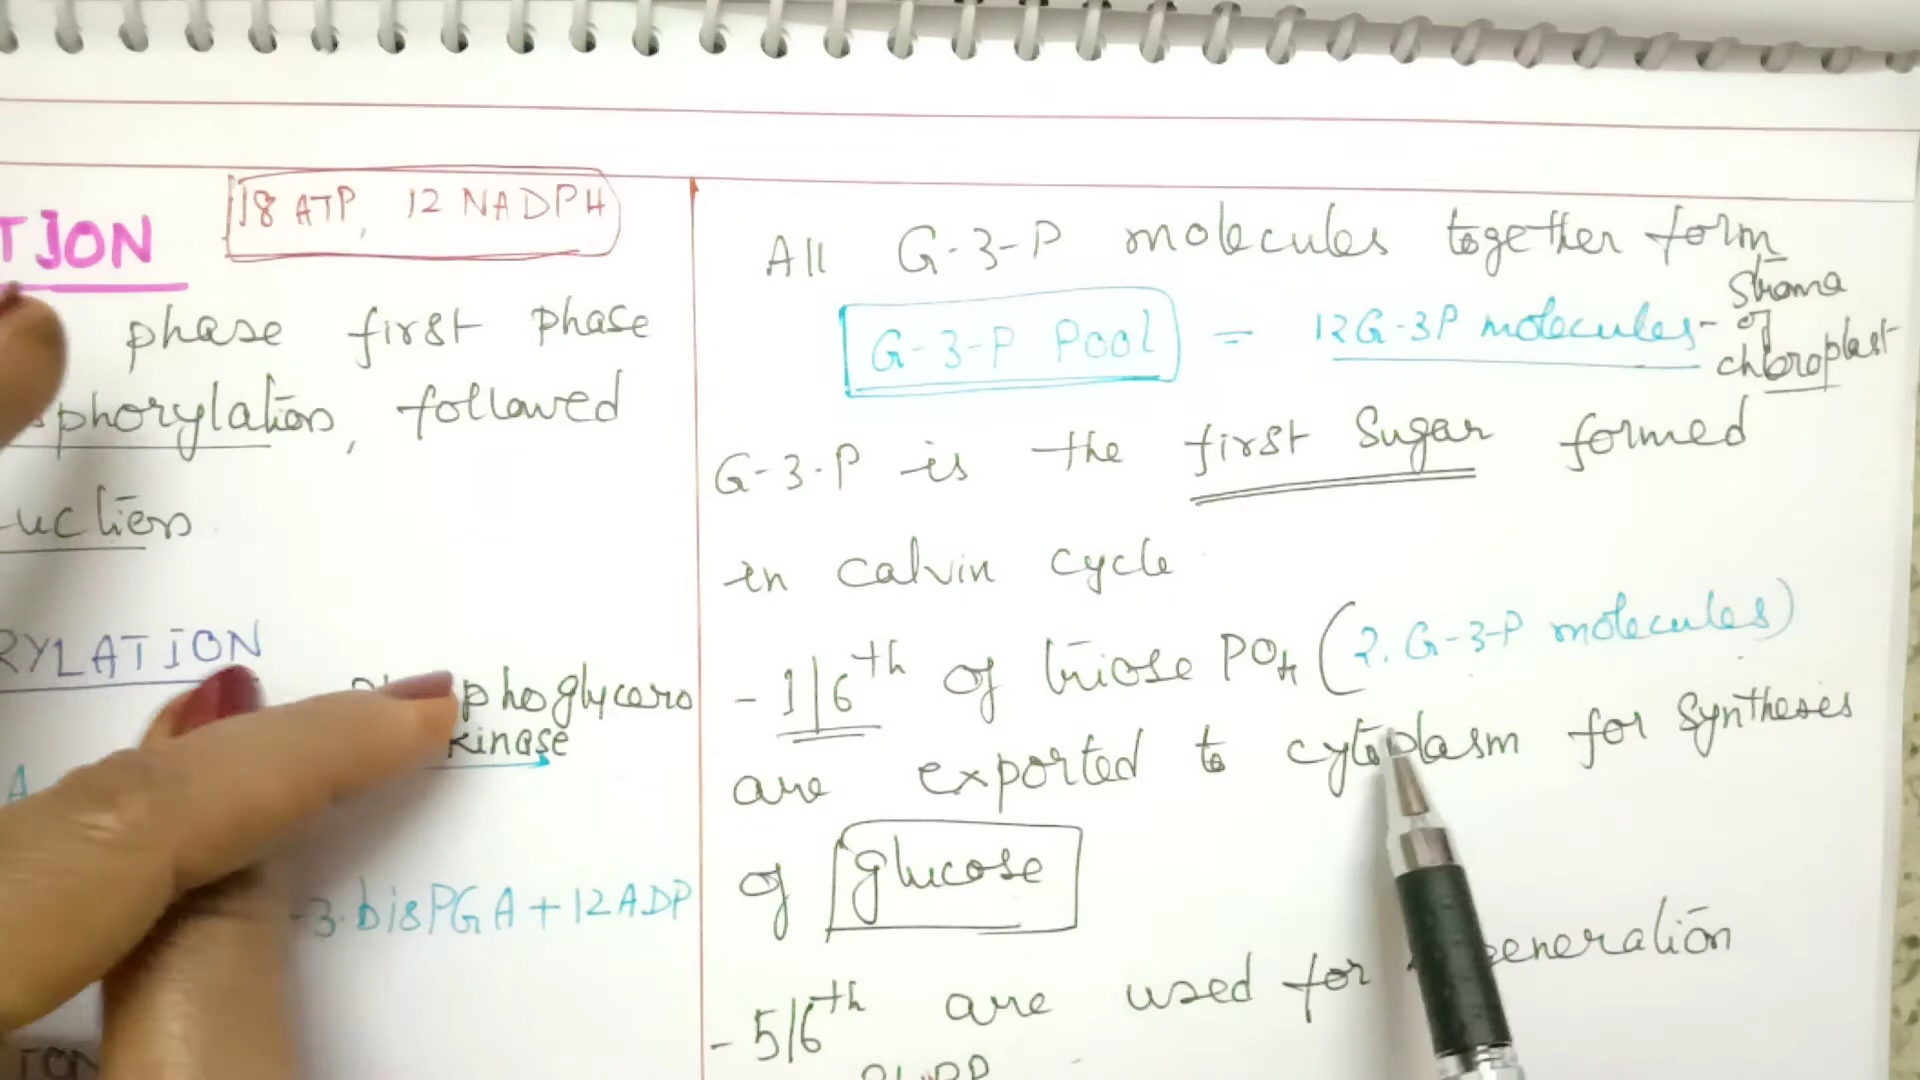 TION
18 ATP, 12 NADPH
phase first phase
phorylation, followed
uction
RYLATION
phoglycero
kinase
3.bisPGA+12ADP
All G-3-P molecules together form
G-3-P Pool = 12G-3P molecules - stroma
of
chloroplast
G-3-P is the first sugar formed
in calvin cycle
- 1/6th of triose PO4 (2.G-3-P molecules)
are exported to cytoplasm for syntheses
of glucose
- 5/6th are used for generation